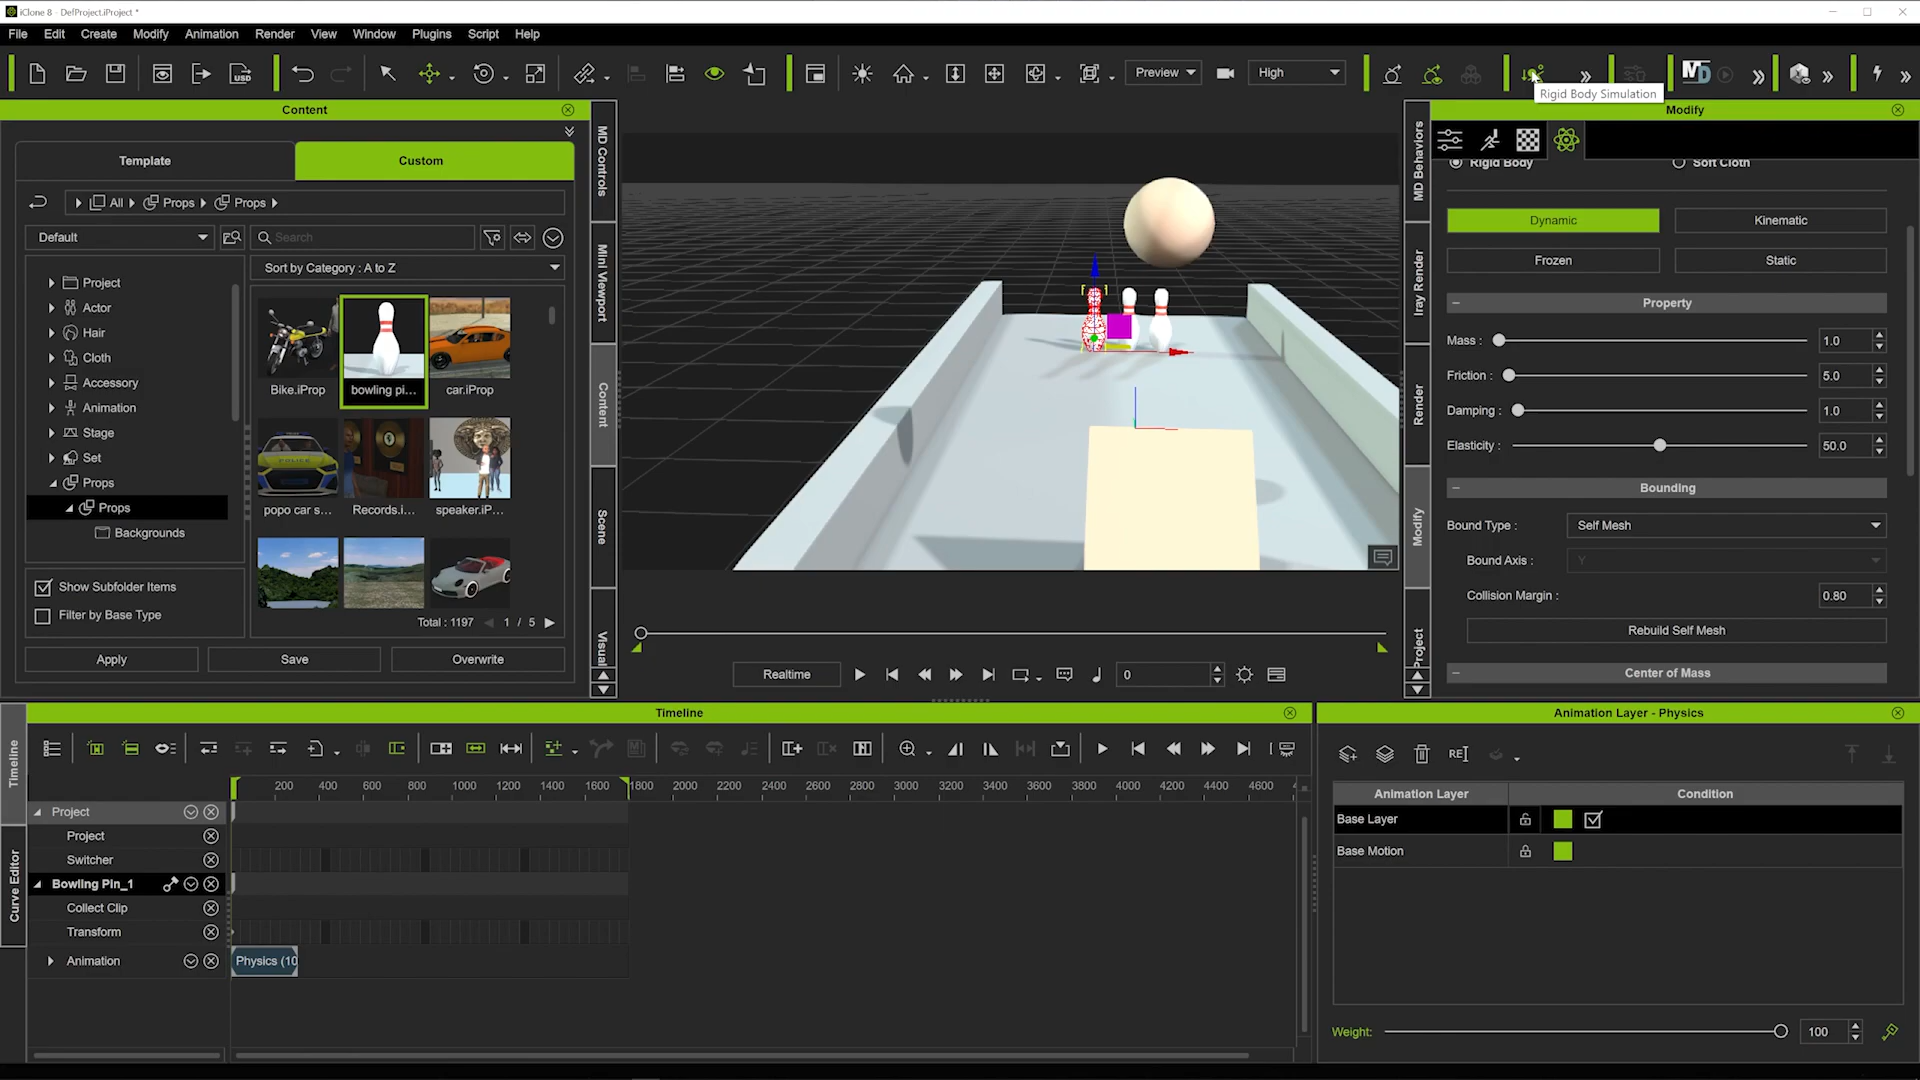 iClone 8 - DefProject.iProject *
File Edit Create Modify Animation Render View Window Plugins Script Help
USD
Preview
High
MD
Rigid Body Simulation
Content
Template
Custom
All Props Props
Default
Search
Sort by Category : A to Z
Project
Actor
Hair
Cloth
Accessory
Animation
Stage
Set
Props
Props
Backgrounds
Show Subfolder Items
Filter by Base Type
Bike.iProp
bowling pi...
car.iProp
POLICE
popo car s...
Records.i...
speaker.iP...
Total : 1197 1 / 5
Apply
Save
Overwrite
MD Controls
Mini Viewport
Content
Scene
Visual
Realtime
0
MD Behaviors
Iray Render
Render
Modify
Project
Modify
Rigid Body
Soft Cloth
Dynamic
Kinematic
Frozen
Static
Property
Mass : 1.0
Friction : 5.0
Damping : 1.0
Elasticity : 50.0
Bounding
Bound Type : Self Mesh
Bound Axis : Y
Collision Margin : 0.80
Rebuild Self Mesh
Center of Mass
Timeline
Timeline
Curve Editor
200 400 600 800 1000 1200 1400 1600 1800 2000 2200 2400 2600 2800 3000 3200 3400 3600 3800 4000 4200 4400 4600
Project
Project
Switcher
Bowling Pin_1
Collect Clip
Transform
Animation
Physics (10
Animation Layer - Physics
REI
Animation Layer Condition
Base Layer
Base Motion
Weight: 100